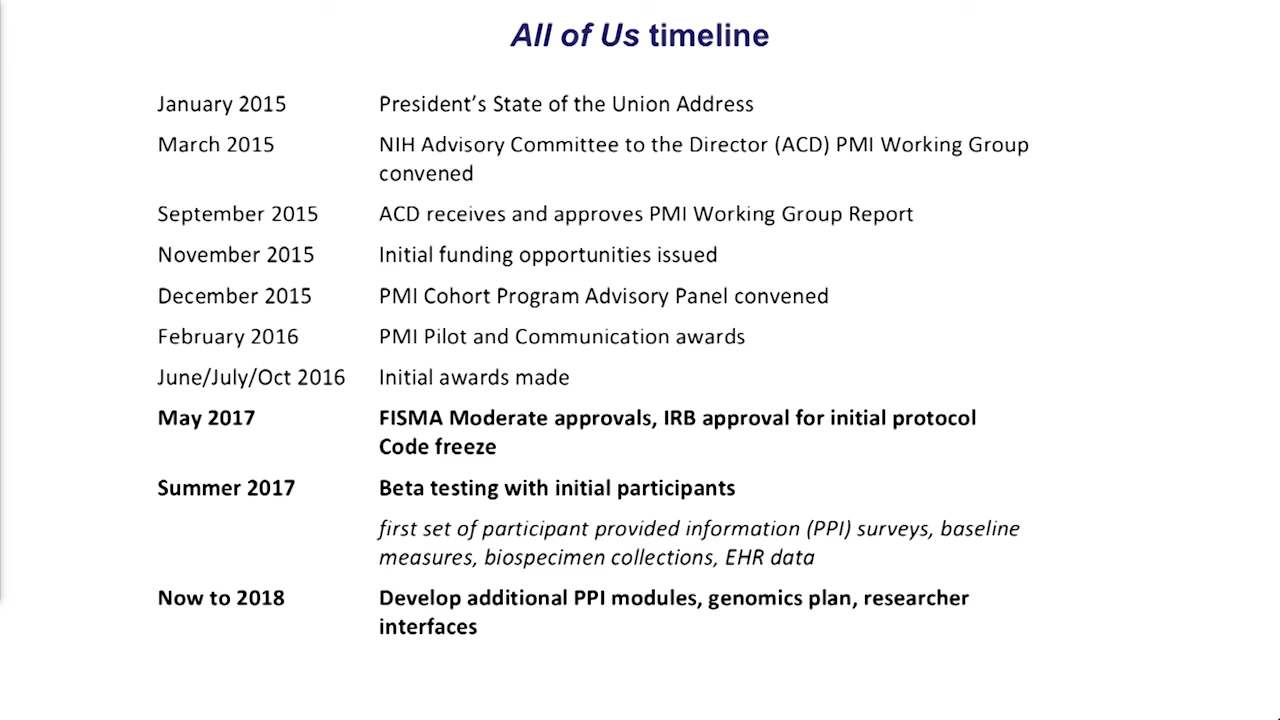 All of Us timeline
January 2015 President’s State of the Union Address
March 2015 NIH Advisory Committee to the Director (ACD) PMI Working Group
convened
September 2015 ACD receives and approves PMI Working Group Report
November 2015 Initial funding opportunities issued
December 2015 PMI Cohort Program Advisory Panel convened
February 2016 PMI Pilot and Communication awards
June/July/Oct 2016 Initial awards made
May 2017 FISMA Moderate approvals, IRB approval for initial protocol
Code freeze
Summer 2017 Beta testing with initial participants
first set of participant provided information (PPI) surveys, baseline
measures, biospecimen collections, EHR data
Now to 2018 Develop additional PPI modules, genomics plan, researcher
interfaces